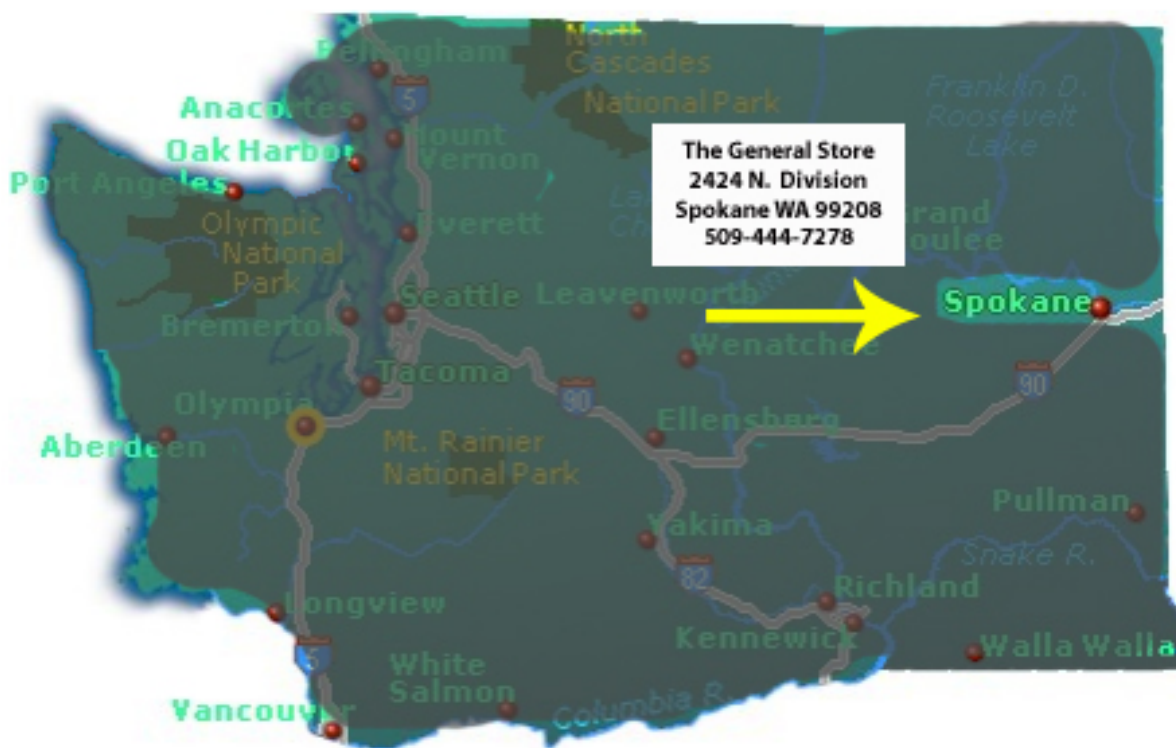 Bellingham
North
Cascades
National Park
5
Anacortes
Mount
Vernon
Oak Harbor
Port Angeles
Olympic
National
Park
Everett
Franklin D.
Roosevelt
Lake
The General Store
2424 N. Division
Spokane WA 99208
509-444-7278
Seattle
Bremerton
Leavenworth
Spokane
Wenatchee
Tacoma
90
90
Olympia
Ellensburg
Aberdeen
Mt. Rainier
National Park
Pullman
Yakima
Snake R.
82
Richland
Longview
Kennewick
Walla Walla
5
White
Salmon
Columbia R.
Vancouver